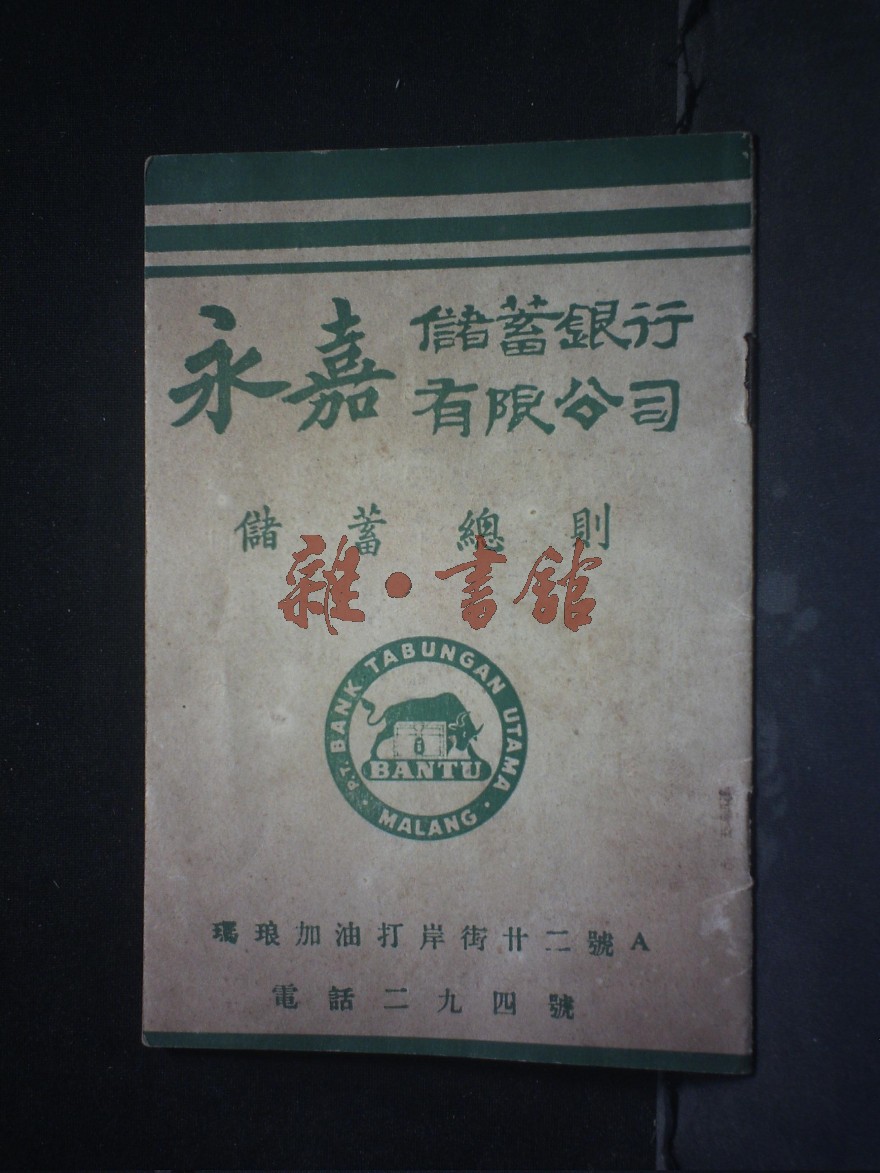 永嘉 儲蓄銀行
有限公司
儲蓄總則
雜·書館
P.T. BANK TABUNGAN UTAMA
BANTU
MALANG
瑪琅加油打岸街廿二號A
電話二九四號